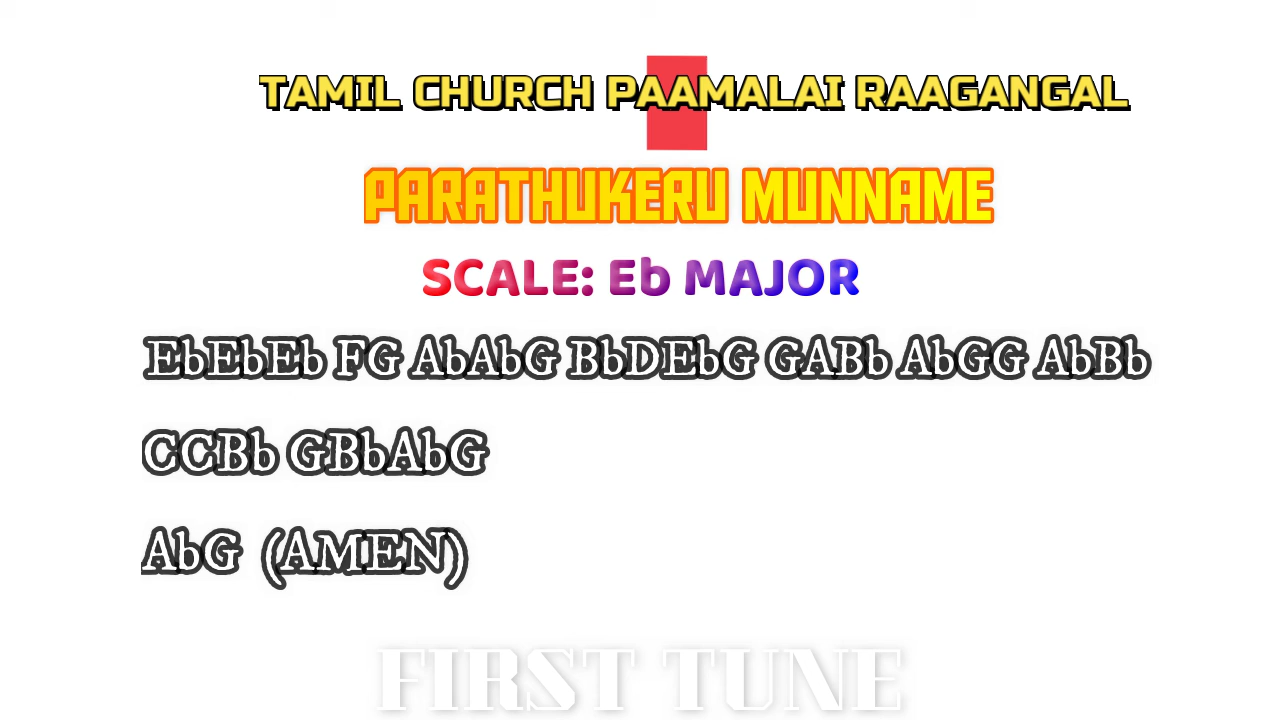 TAMIL CHURCH PAAMALAI RAAGANGAL
PARATHUKERU MUNNAME
SCALE: Eb MAJOR
EbEbEb FG AbAbG BbDEbG GABb AbGG AbBb
CCBb GBbAbG
AbG (AMEN)
FIRST TUNE